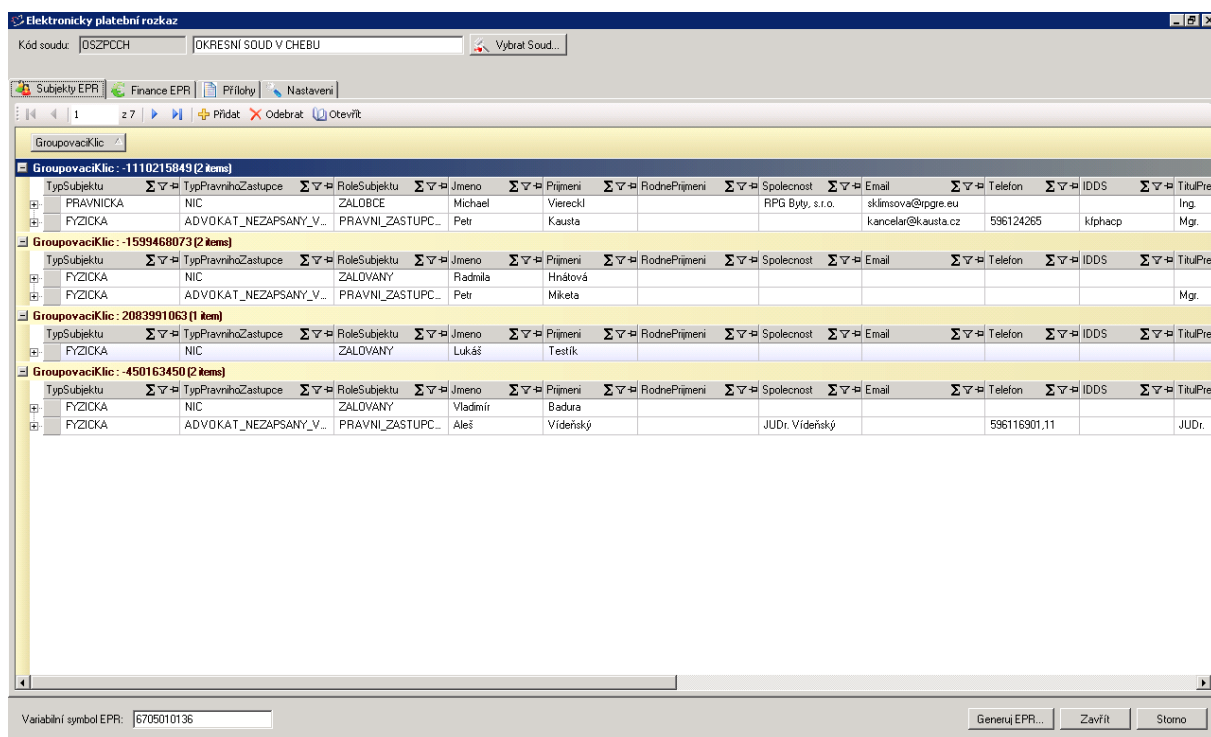 Elektronicky platební rozkaz
Kód soudu: OSZPCCH OKRESNÍ SOUD V CHEBU Vybrat Soud...
Subjekty EPR Finance EPR Přílohy Nastaveni
1 z 7 Přidat Odebrat Otevřít
GroupovaciKlic
GroupovaciKlic : -1110215849 (2 items)
TypSubjektu TypPravnihoZastupce RoleSubjektu Jmeno Prijmeni RodnePrijmeni Spolecnost Email Telefon IDDS TitulPre
PRAVNICKA NIC ZALOBCE Michael Viereckl RPG Byty, s.r.o. sklimsova@rpgre.eu Ing.
FYZICKA ADVOKAT_NEZAPSANY_V... PRAVNI_ZASTUPC... Petr Kausta kancelar@kausta.cz 596124265 kfphacp Mgr.
GroupovaciKlic : -1599468073 (2 items)
TypSubjektu TypPravnihoZastupce RoleSubjektu Jmeno Prijmeni RodnePrijmeni Spolecnost Email Telefon IDDS TitulPre
FYZICKA NIC ZALOVANY Radmila Hnátová
FYZICKA ADVOKAT_NEZAPSANY_V... PRAVNI_ZASTUPC... Petr Miketa Mgr.
GroupovaciKlic : 2083991063 (1 item)
TypSubjektu TypPravnihoZastupce RoleSubjektu Jmeno Prijmeni RodnePrijmeni Spolecnost Email Telefon IDDS TitulPre
FYZICKA NIC ZALOVANY Lukáš Testík
GroupovaciKlic : -450163450 (2 items)
TypSubjektu TypPravnihoZastupce RoleSubjektu Jmeno Prijmeni RodnePrijmeni Spolecnost Email Telefon IDDS TitulPre
FYZICKA NIC ZALOVANY Vladimír Badura
FYZICKA ADVOKAT_NEZAPSANY_V... PRAVNI_ZASTUPC... Aleš Vídeňský JUDr. Vídeňský 596116901,11 JUDr.
Variabilní symbol EPR: 6705010136 Generuj EPR... Zavřít Storno